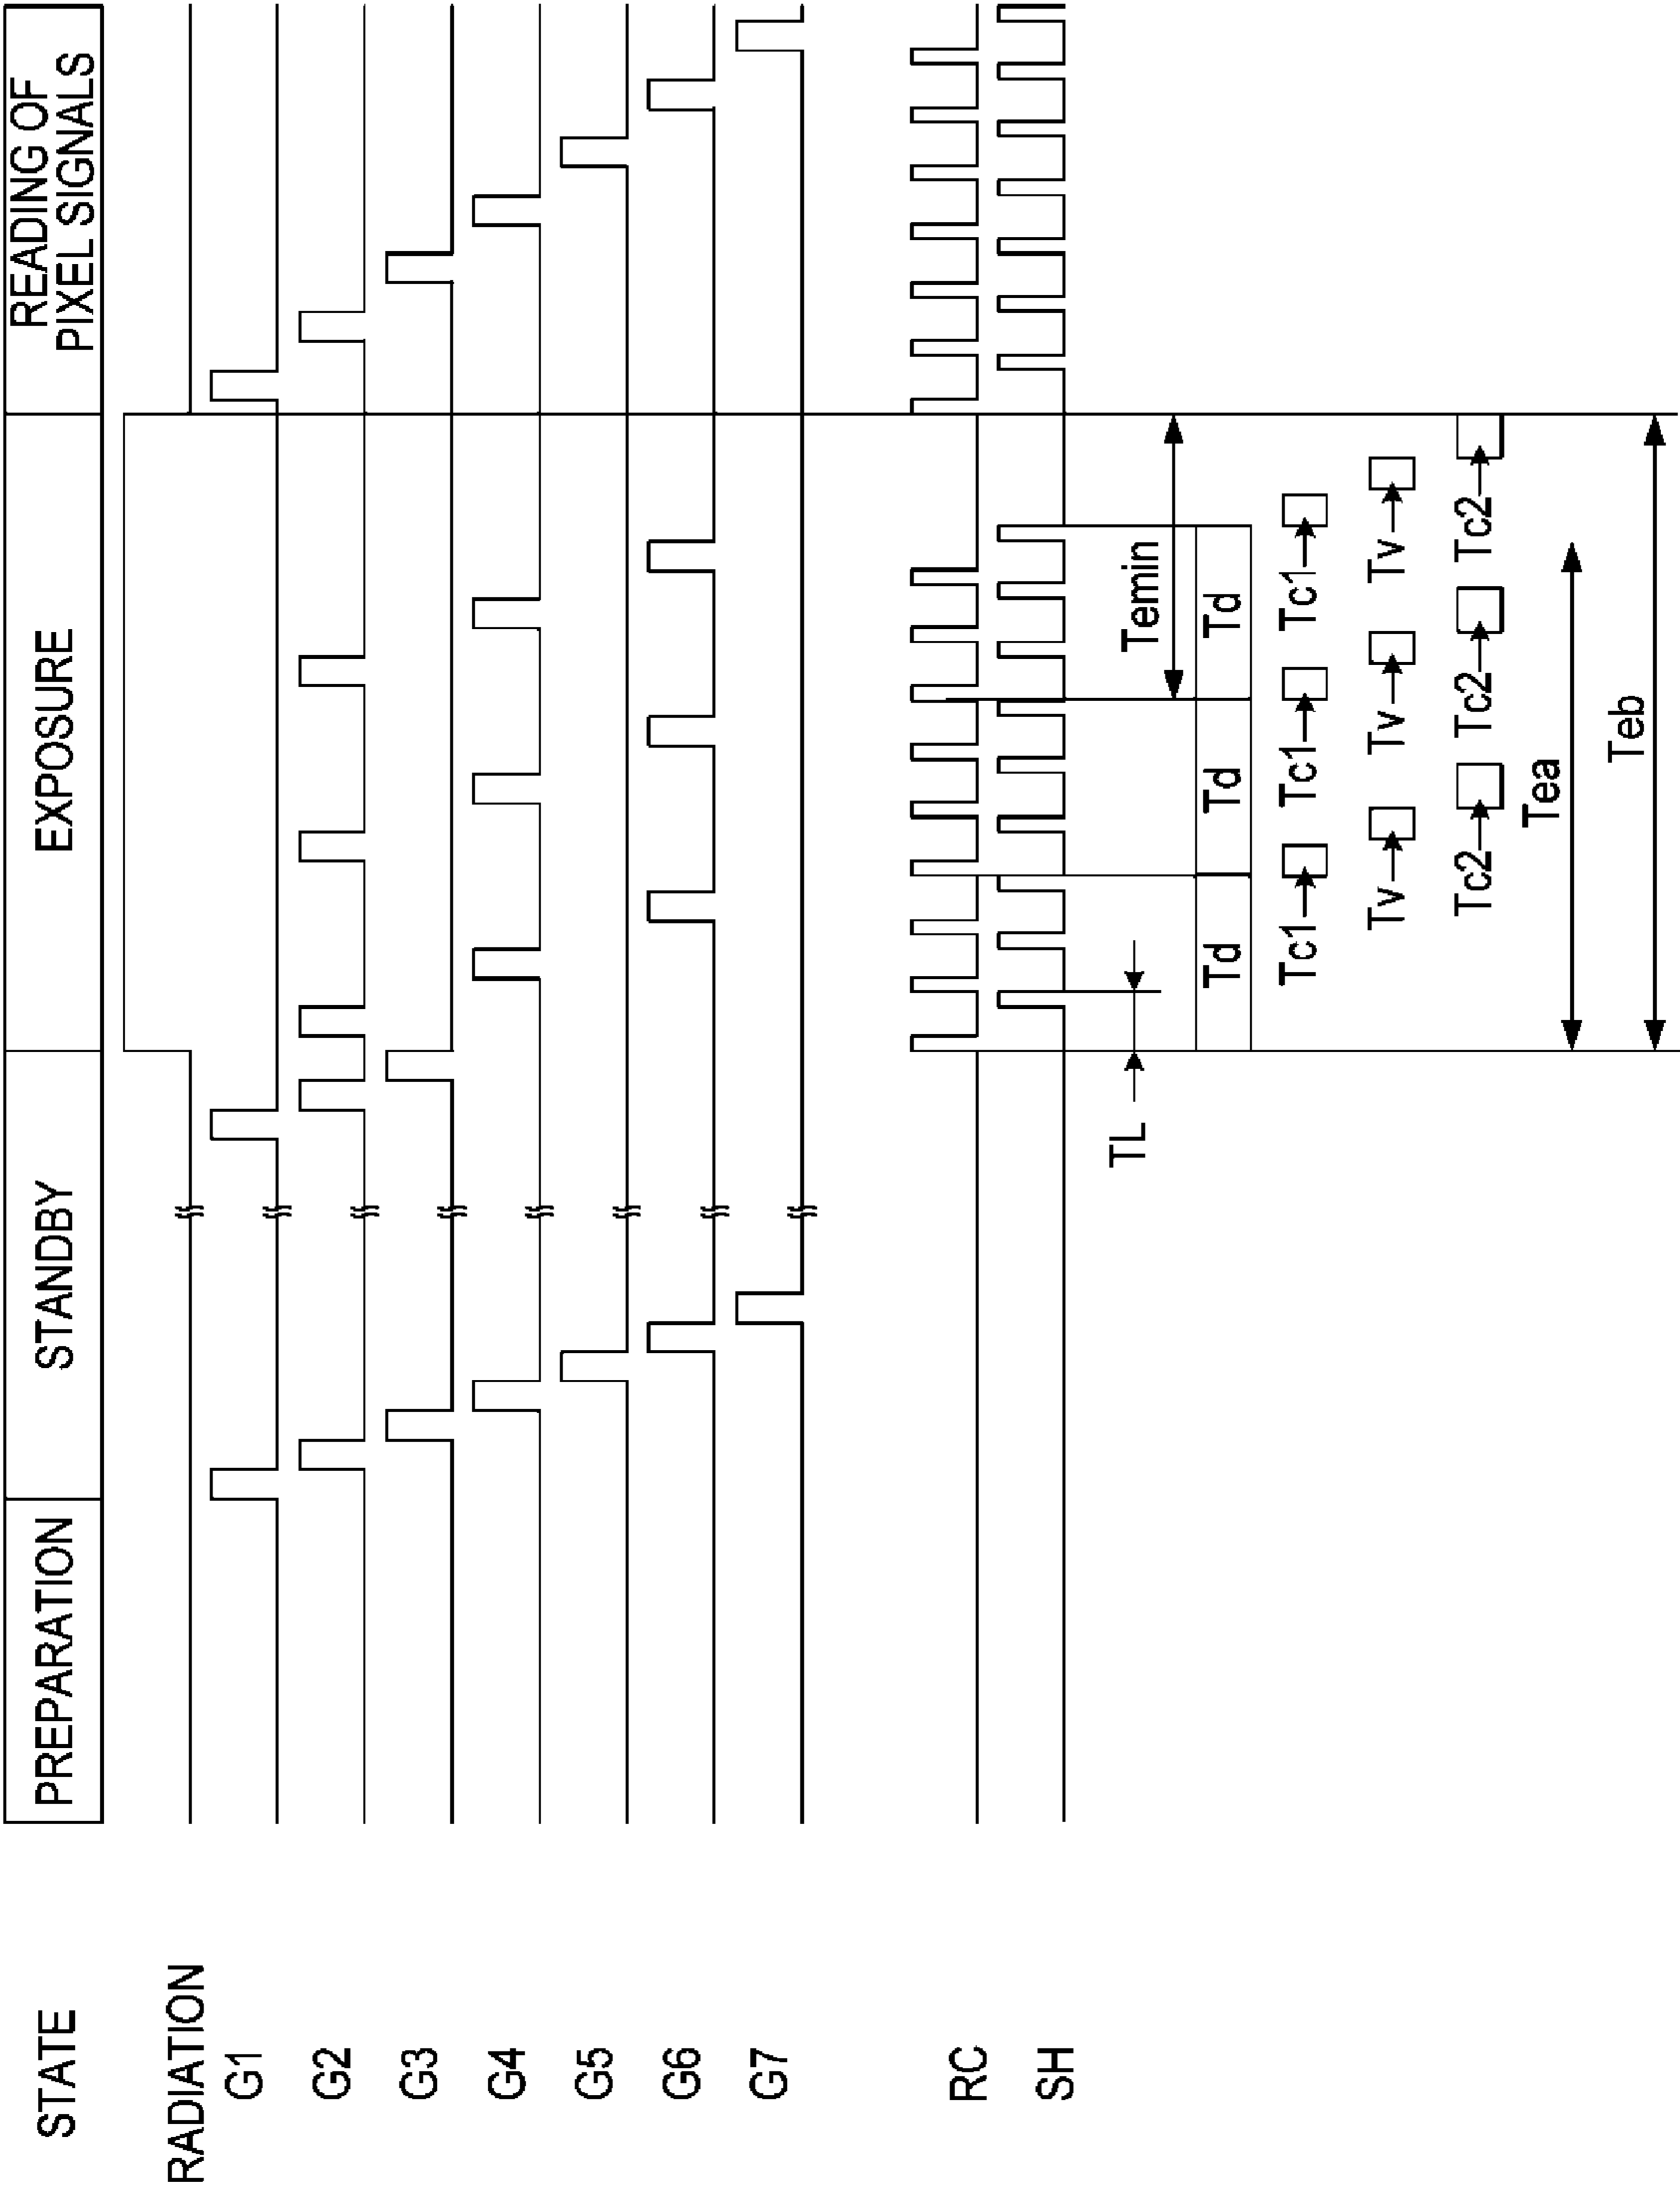 STATE
PREPARATION
STANDBY
EXPOSURE
READING OF
PIXEL SIGNALS
RADIATION
G1
G2
G3
G4
G5
G6
G7
RC
SH
TL
Temin
Td
Td
Td
Tc1
Tc1
Tc1
Tv
Tv
Tv
Tc2
Tc2
Tc2
Tea
Teb